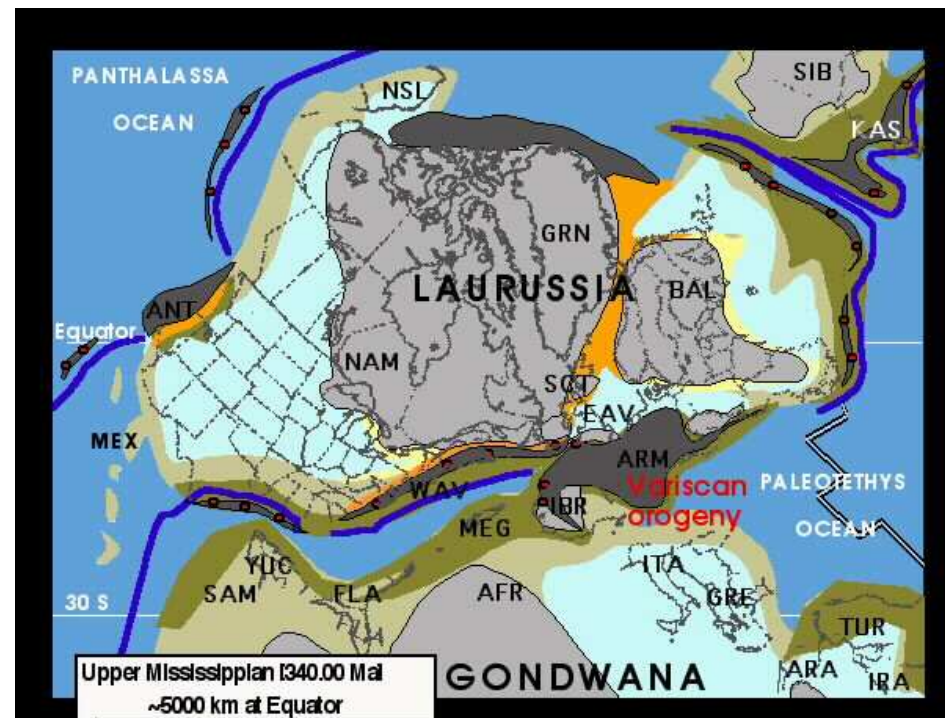 PANTHALASSA
OCEAN
NSL
SIB
KAS
GRN
LAURUSSIA
BAL
ANT
Equator
NAM
SCT
EAV
MEX
ARM
WAV
Variscan
orogeny
IBR
PALEOTETHYS
OCEAN
MEG
YUC
SAM
FLA
AFR
ITA
GRE
30 S
TUR
GONDWANA
ARA
IRA
Upper Mississippian [340.00 Ma]
~5000 km at Equator